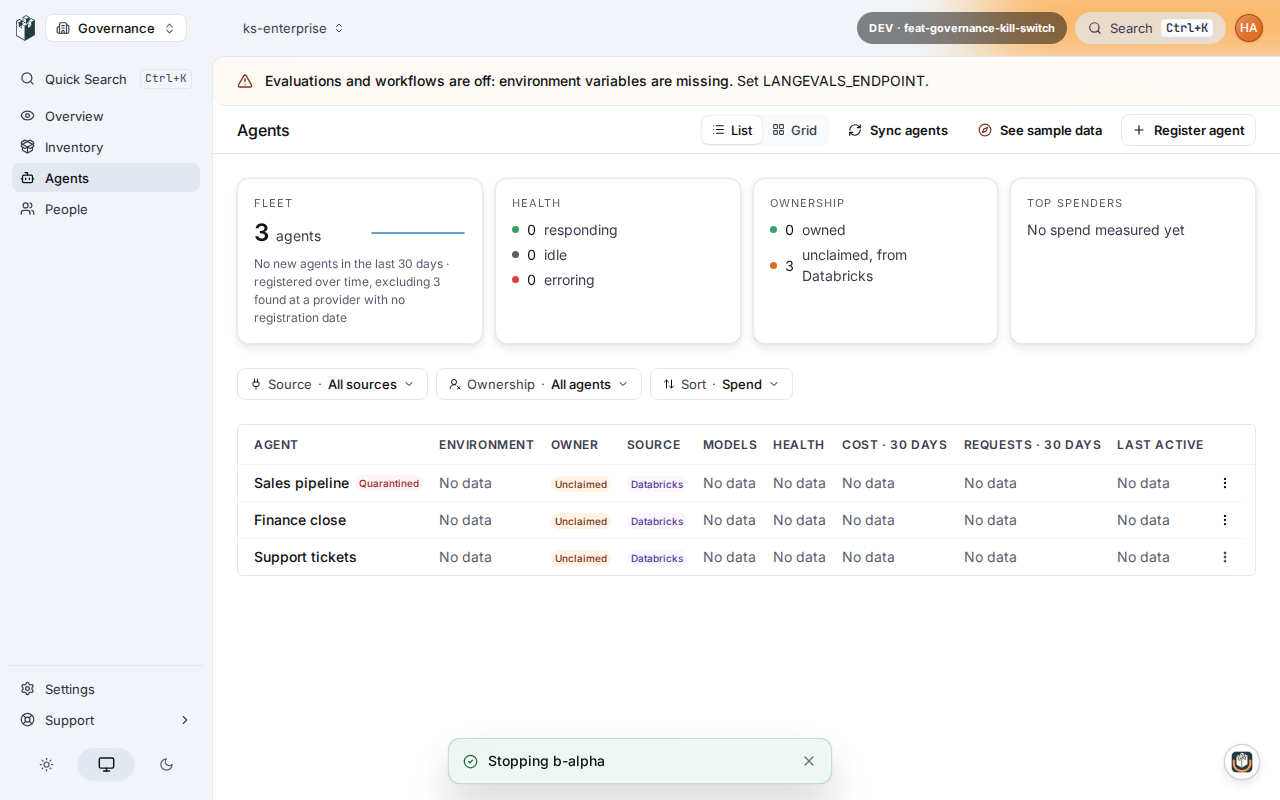 Governance
ks-enterprise
DEV · feat-governance-kill-switch
Search Ctrl+K
HA
Quick Search Ctrl+K
Overview
Inventory
Agents
People
Settings
Support
Evaluations and workflows are off: environment variables are missing. Set LANGEVALS_ENDPOINT.
Agents
List
Grid
Sync agents
See sample data
Register agent
FLEET
3 agents
No new agents in the last 30 days ·
registered over time, excluding 3
found at a provider with no
registration date
HEALTH
0 responding
0 idle
0 erroring
OWNERSHIP
0 owned
3 unclaimed, from
Databricks
TOP SPENDERS
No spend measured yet
Source · All sources
Ownership · All agents
Sort · Spend
AGENT ENVIRONMENT OWNER SOURCE MODELS HEALTH COST · 30 DAYS REQUESTS · 30 DAYS LAST ACTIVE
Sales pipeline Quarantined No data Unclaimed Databricks No data No data No data No data No data
Finance close No data Unclaimed Databricks No data No data No data No data No data
Support tickets No data Unclaimed Databricks No data No data No data No data No data
Stopping b-alpha